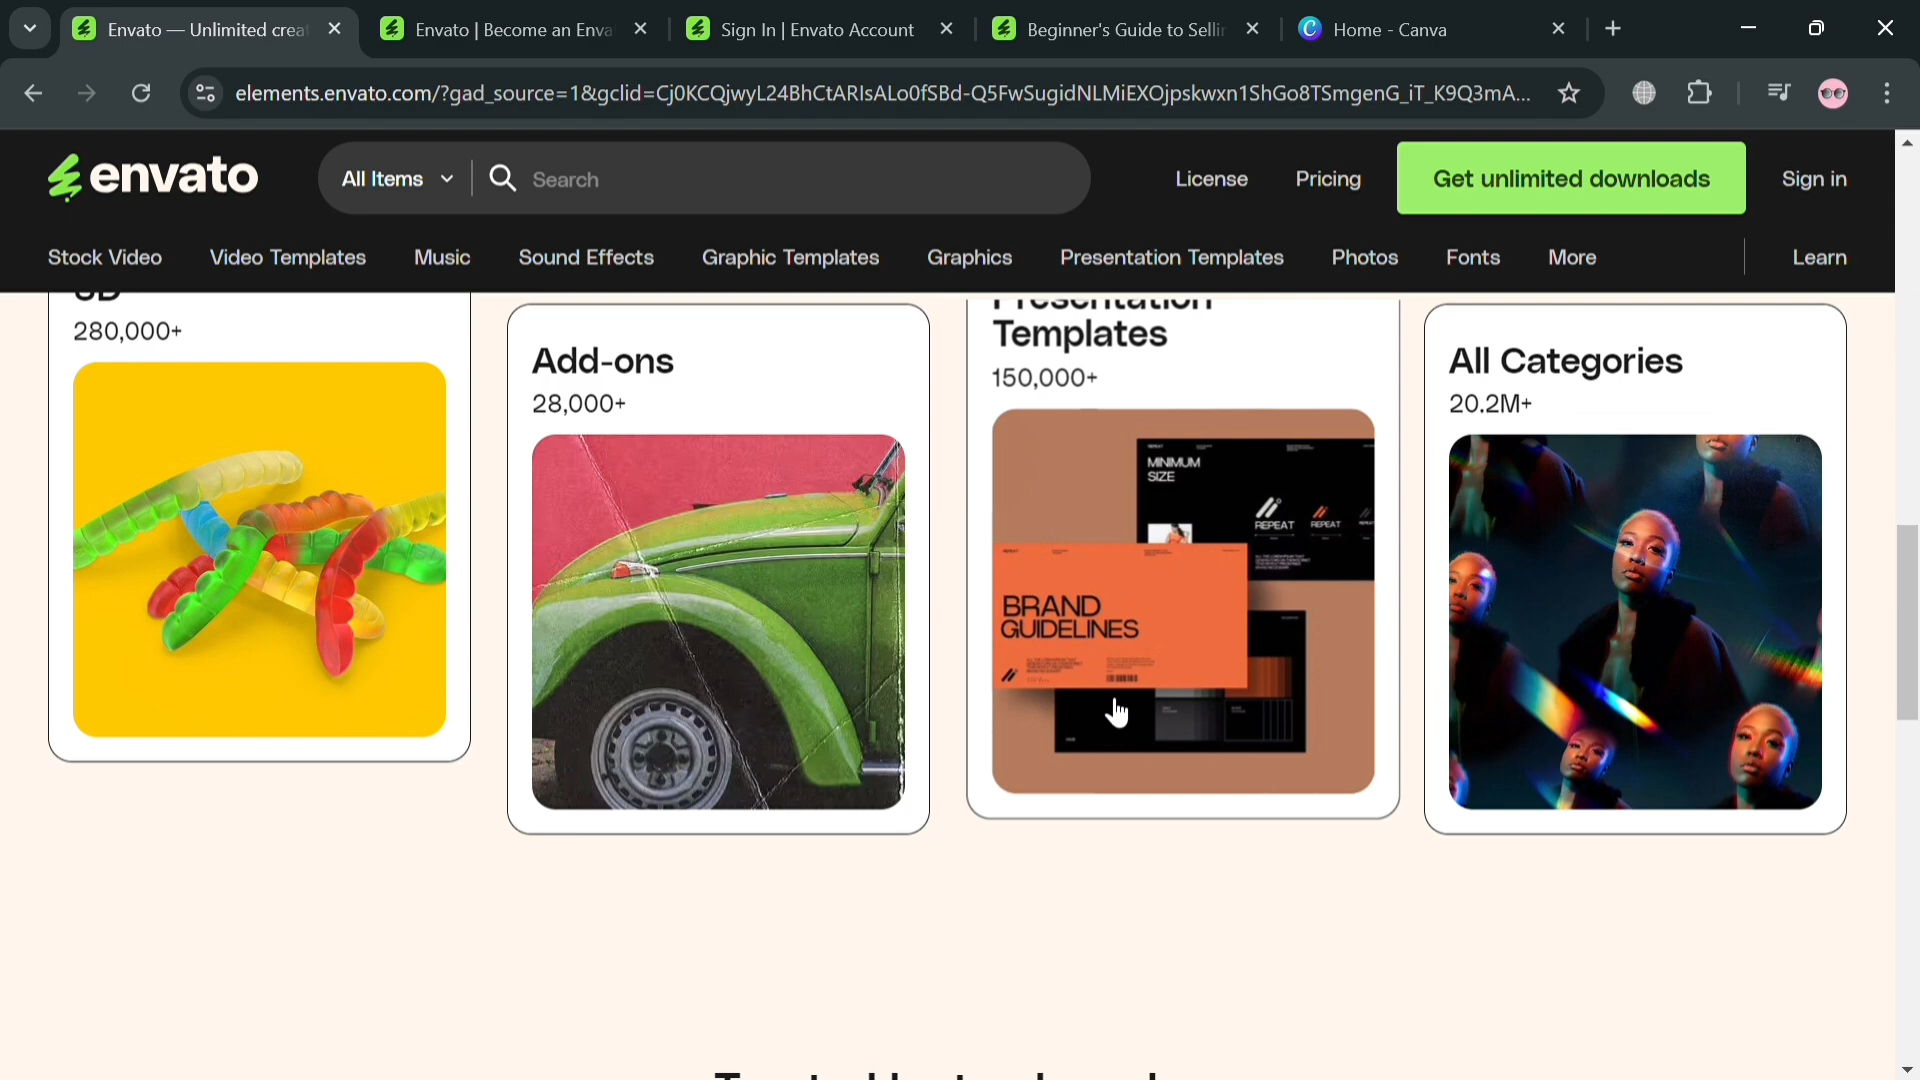 Envato — Unlimited crea
Envato | Become an Enva
Sign In | Envato Account
Beginner's Guide to Sellin
Home - Canva
elements.envato.com/?gad_source=1&gclid=Cj0KCQjwyL24BhCtARIsALo0fSBd-Q5FwSugidNLMiEXOjpskwxn1ShGo8TSmgenG_iT_K9Q3mA...
envato
All Items
Search
License
Pricing
Get unlimited downloads
Sign in
Stock Video
Video Templates
Music
Sound Effects
Graphic Templates
Graphics
Presentation Templates
Photos
Fonts
More
Learn
3D
280,000+
Add-ons
28,000+
Presentation
Templates
150,000+
MINIMUM
SIZE
REPEAT
REPEAT
BRAND
GUIDELINES
All Categories
20.2M+